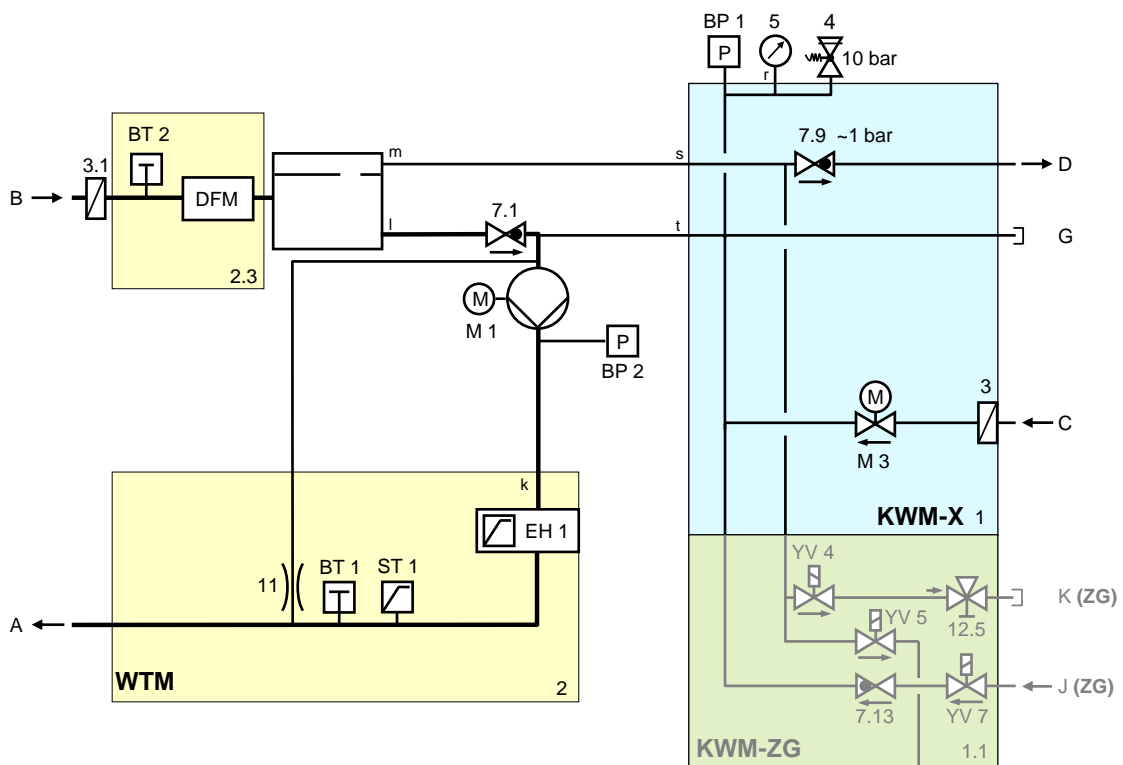 BP 1
5
4
P
r
10 bar
BT 2
3.1
m
s
7.9 ~1 bar
B
DFM
D
7.1
l
t
G
2.3
M
M 1
P
BP 2
M
3
C
M 3
k
KWM-X 1
EH 1
YV 4
BT 1
ST 1
11
K (ZG)
A
YV 5
12.5
WTM
2
J (ZG)
7.13
YV 7
KWM-ZG
1.1